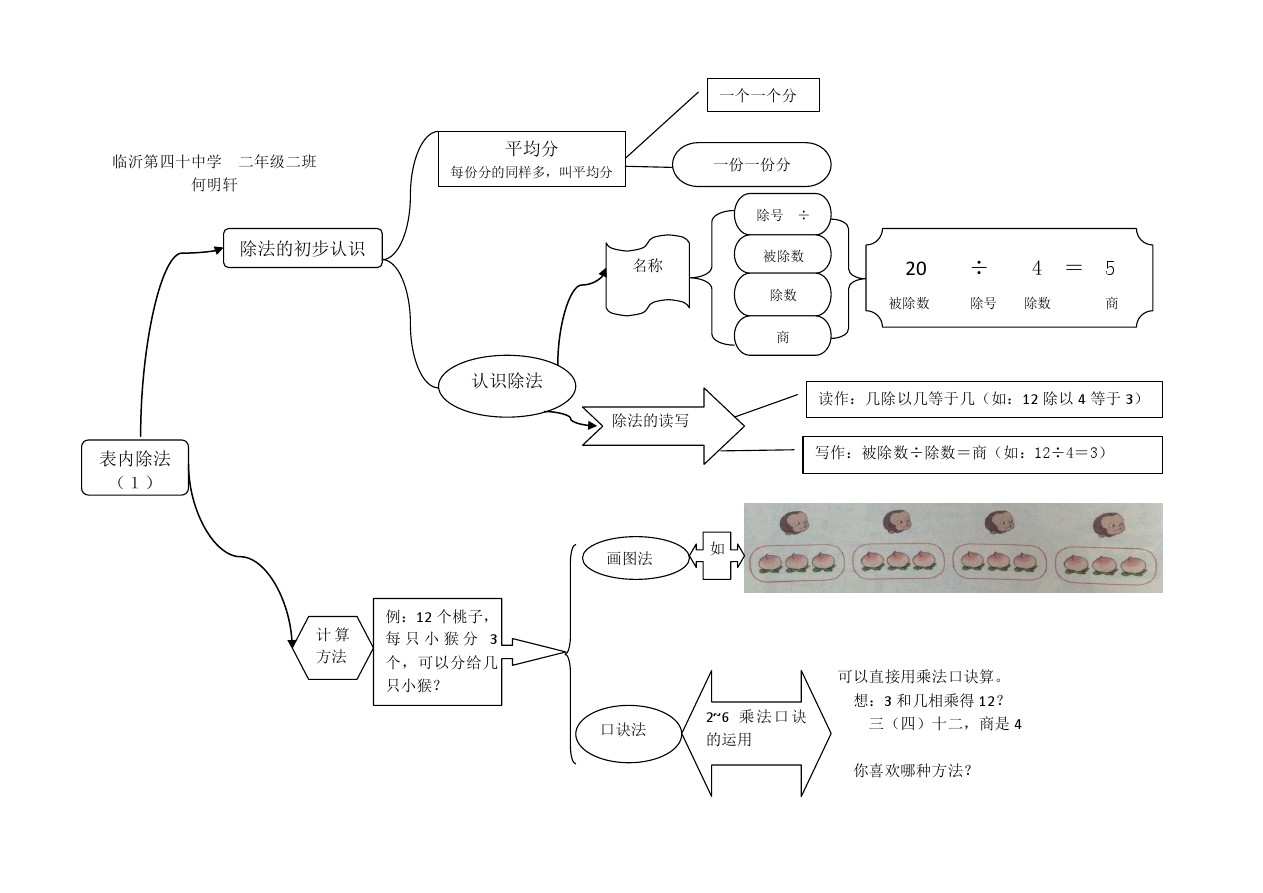 一个一个分
平均分
每份分的同样多，叫平均分
一份一份分
临沂第四十中学　二年级二班
何明轩
除法的初步认识
名称
除号　÷
被除数
除数
商
20　÷　4　＝　5
被除数　除号　除数　商
认识除法
除法的读写
读作：几除以几等于几（如：12 除以 4 等于 3）
写作：被除数÷除数＝商（如：12÷4＝3）
表内除法
（1）
画图法
如
计算
方法
例：12 个桃子，
每只小猴分 3
个，可以分给几
只小猴？
口诀法
2~6 乘法口诀
的运用
可以直接用乘法口诀算。
想：3 和几相乘得 12？
三（四）十二，商是 4
你喜欢哪种方法？